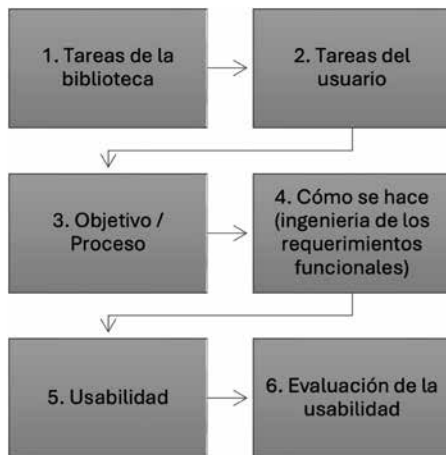 1. Tareas de la
biblioteca
2. Tareas del
usuario
3. Objetivo /
Proceso
4. Cómo se hace
(ingenieria de los
requerimientos
funcionales)
5. Usabilidad
6. Evaluación de la
usabilidad